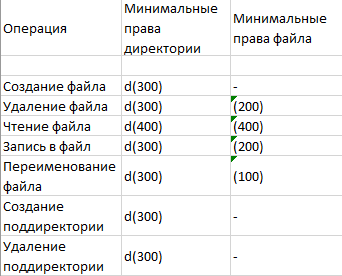 Операция Минимальные права директории Минимальные права файла
Создание файла d(300) -
Удаление файла d(300) (200)
Чтение файла d(400) (400)
Запись в файл d(300) (200)
Переименование файла d(300) (100)
Создание поддиректории d(300) -
Удаление поддиректории d(300) -